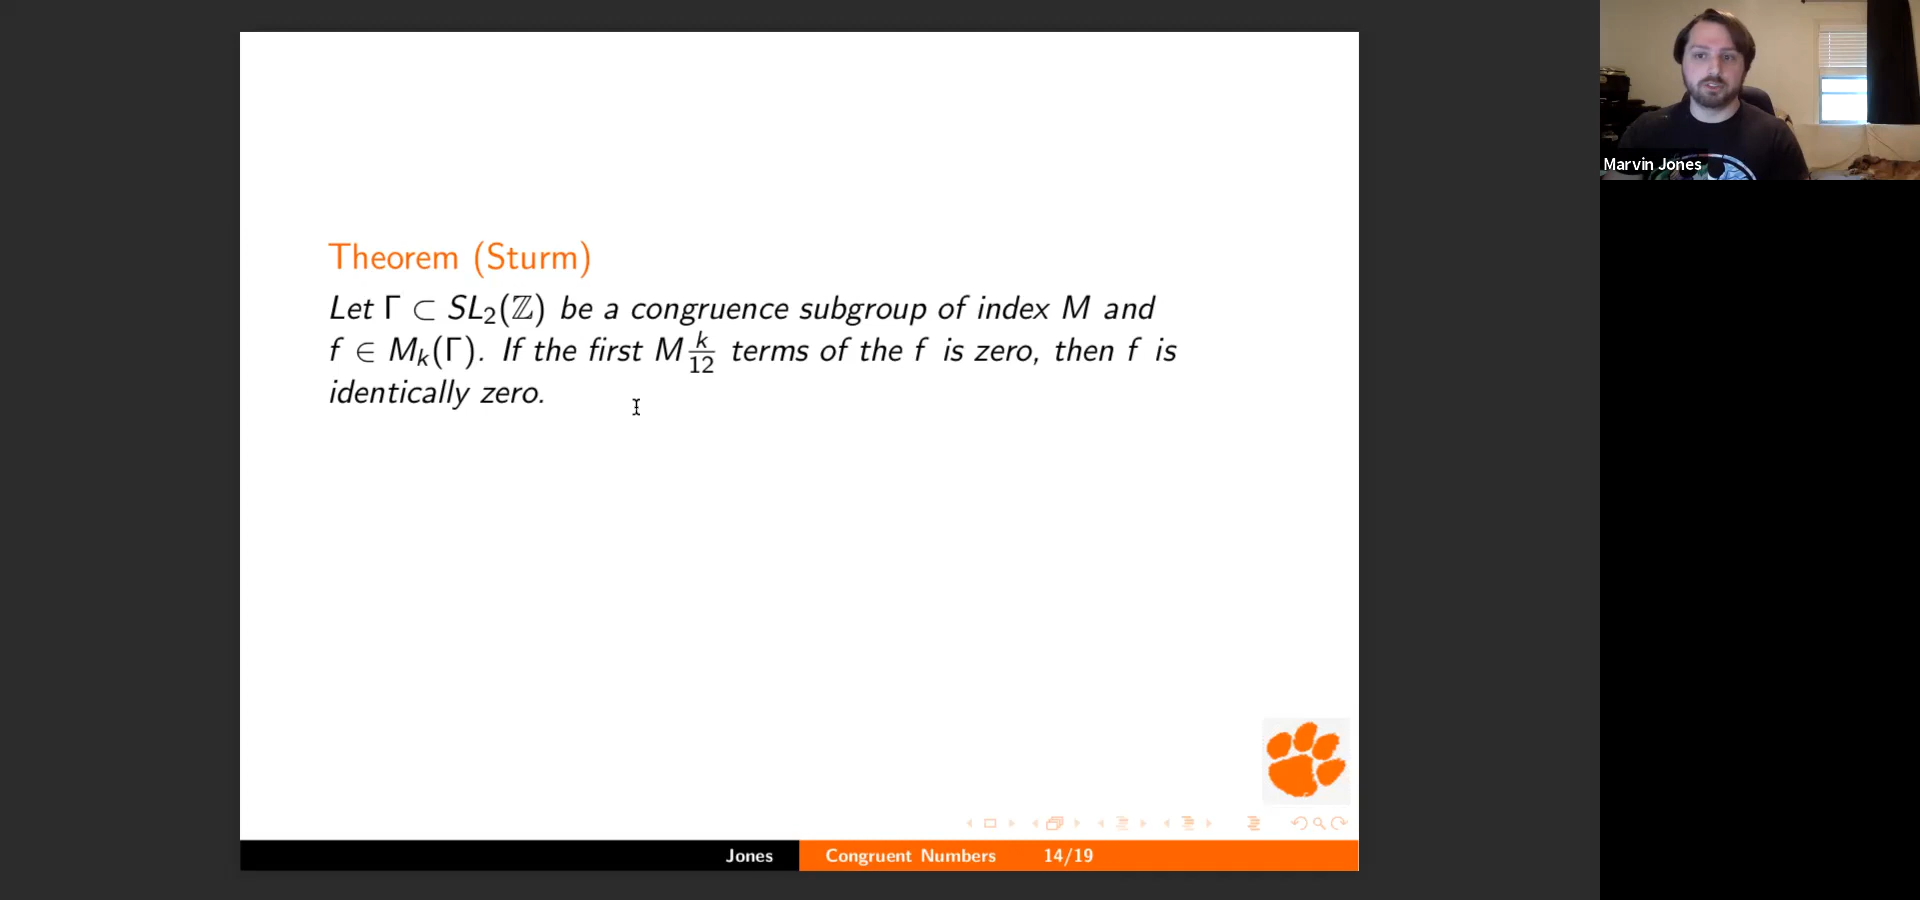 Theorem (Sturm)
Let Γ ⊂ SL₂(ℤ) be a congruence subgroup of index M and
f ∈ Mₖ(Γ). If the first M k/12 terms of the f is zero, then f is
identically zero.
Jones Congruent Numbers 14/19
Marvin Jones